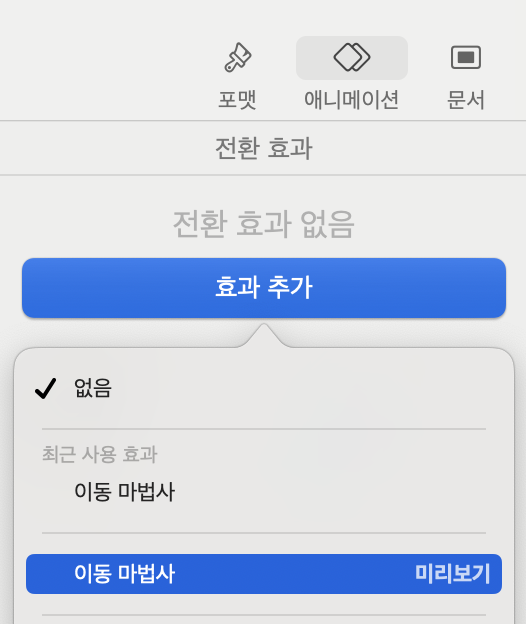 포맷 애니메이션 문서
전환 효과
전환 효과 없음
효과 추가
없음
최근 사용 효과
이동 마법사
이동 마법사 미리보기